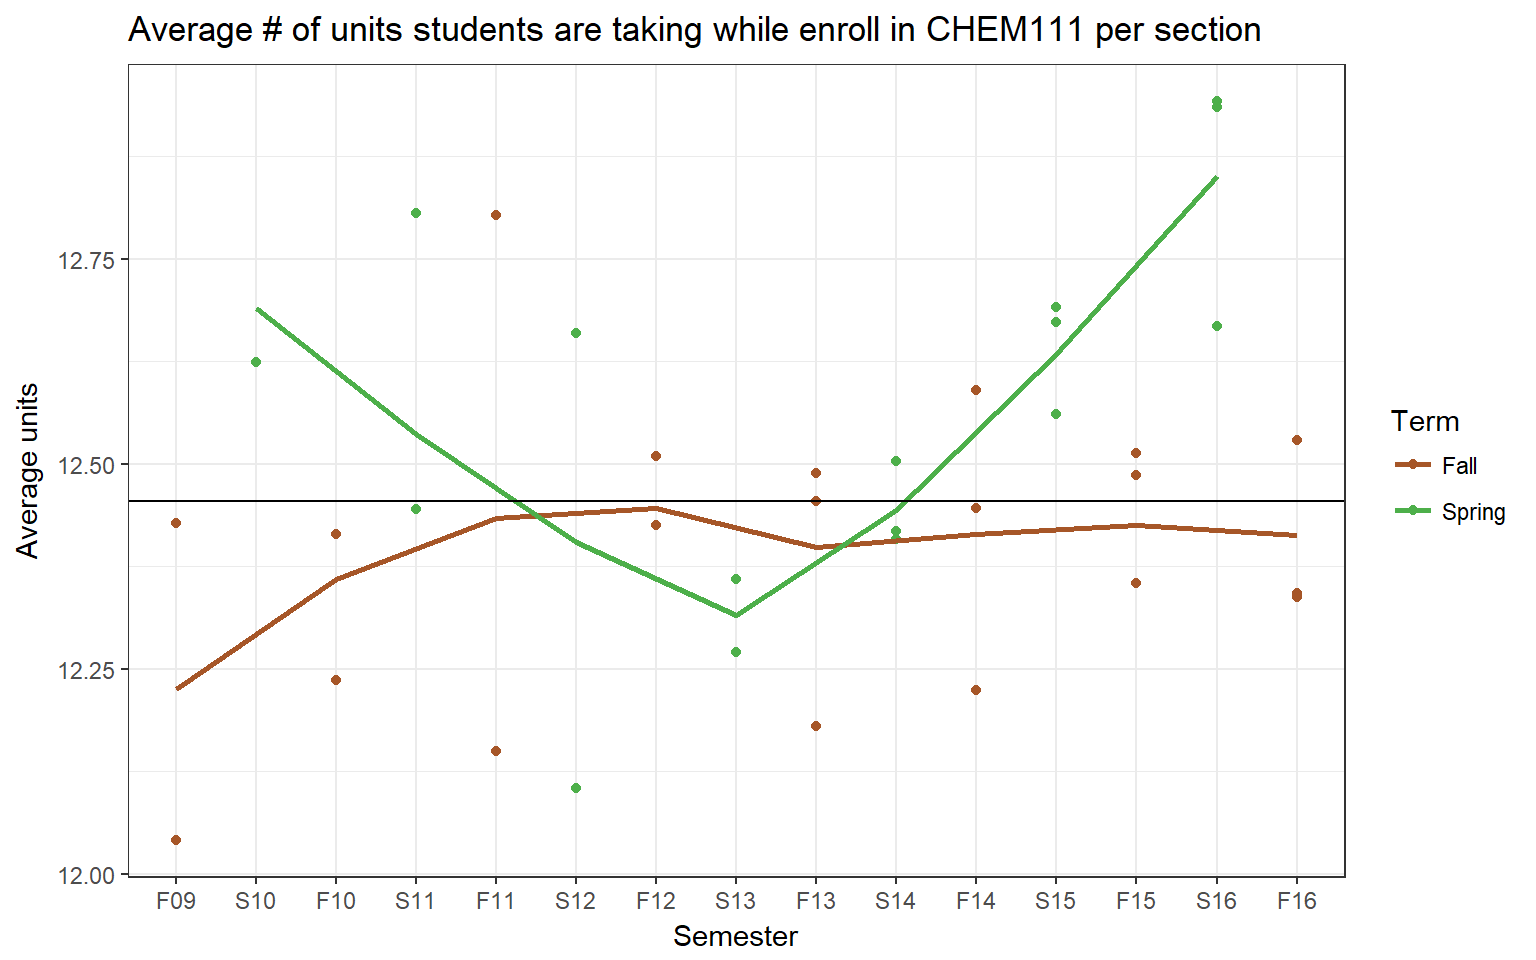 Average # of units students are taking while enroll in CHEM111 per section
Average units
12.75
12.50
12.25
12.00
F09 S10 F10 S11 F11 S12 F12 S13 F13 S14 F14 S15 F15 S16 F16
Semester
Term
Fall
Spring